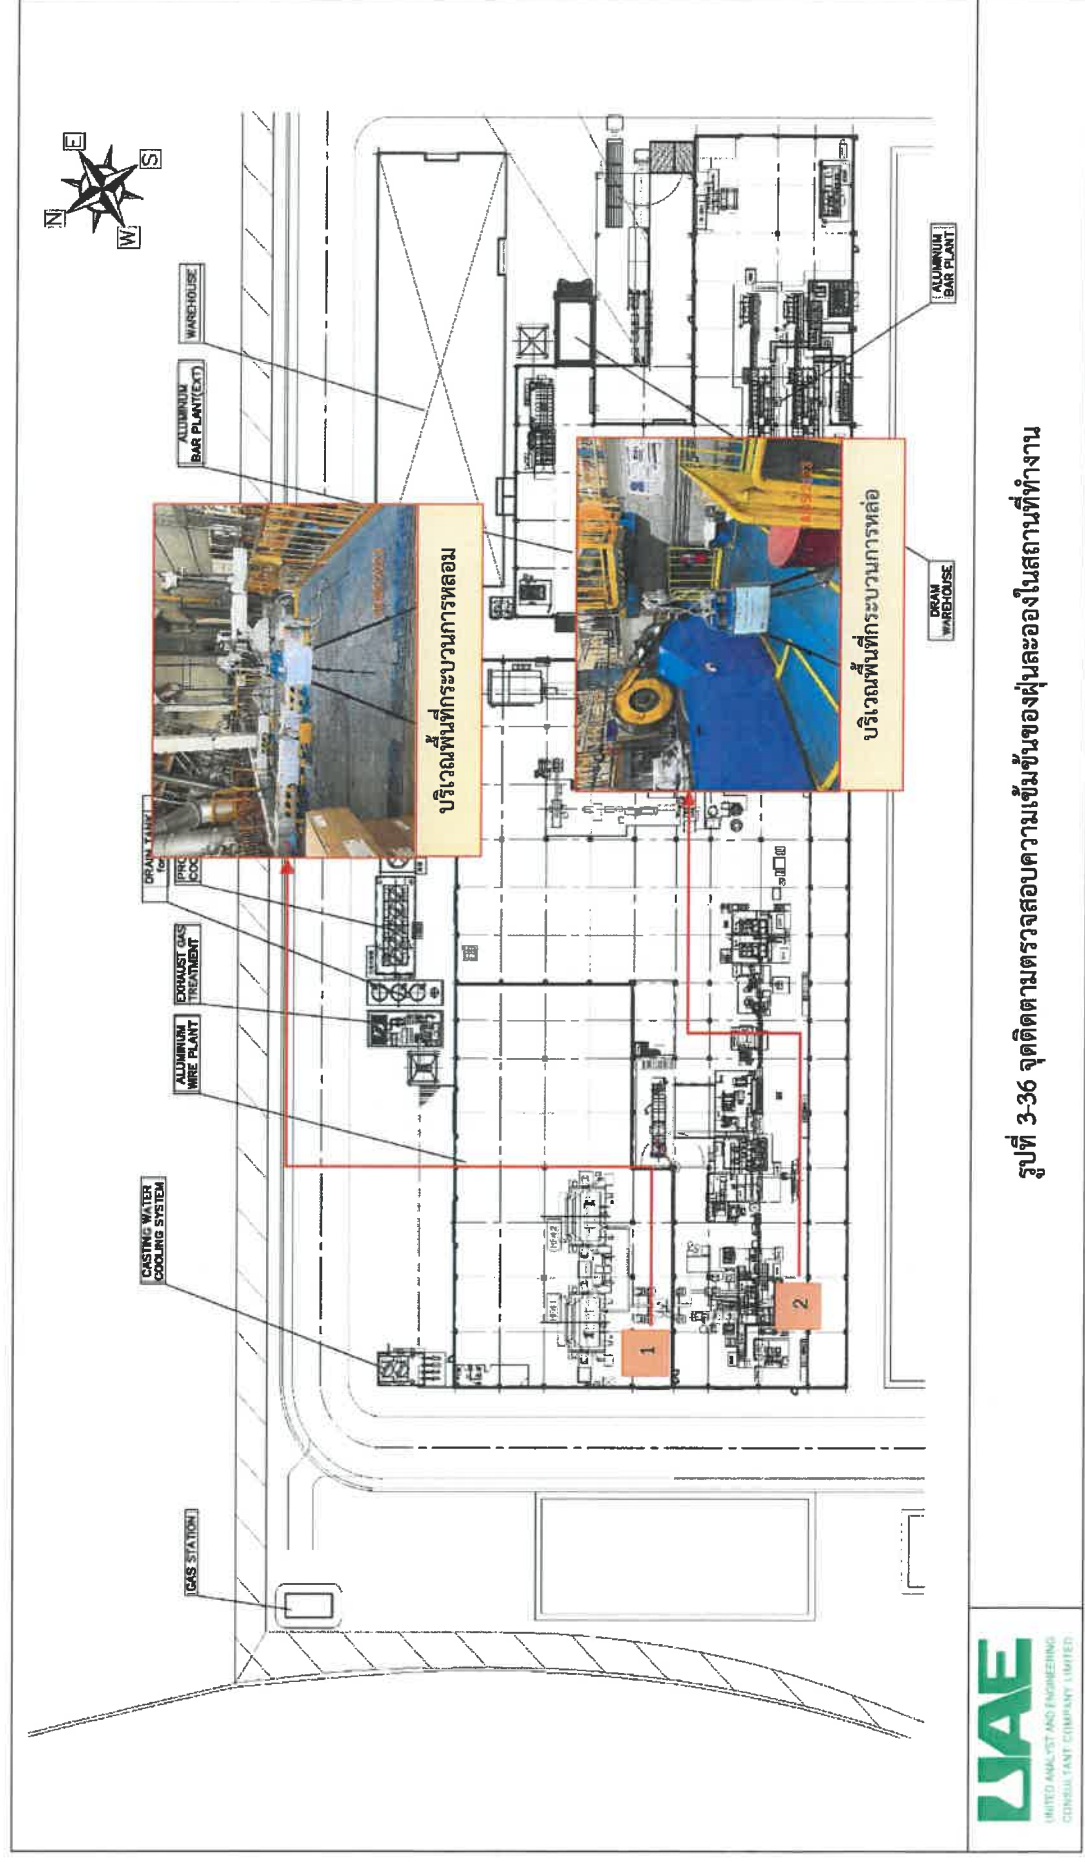 N
E
S
W
WAREHOUSE
ALUMINUM
BAR PLANT(EXT)
DRAIN TANK
for
EXHAUST GAS
TREATMENT
ALUMINUM
WIRE PLANT
CASTING WATER
COOLING SYSTEM
GAS STATION
ALUMINUM
BAR PLANT
DRAM
WAREHOUSE
บริเวณพื้นที่กระบวนการหลอม
บริเวณพื้นที่กระบวนการหล่อ
1
2
รูปที่ 3-36 จุดติดตามตรวจสอบความเข้มข้นของฝุ่นละอองในสถานที่ทำงาน
UAE
UNITED ANALYST AND ENGINEERING
CONSULTANT COMPANY LIMITED